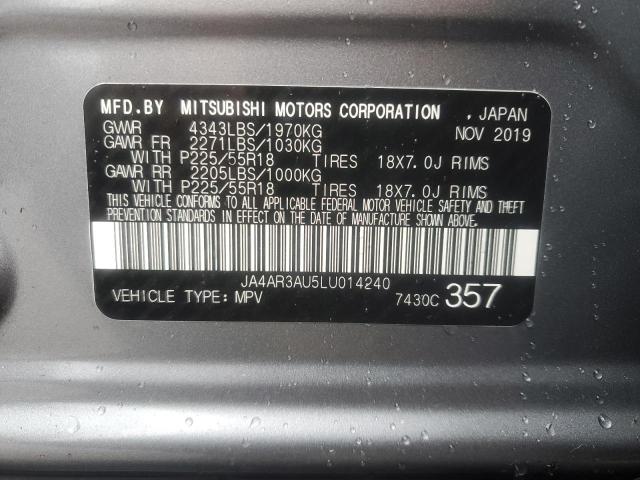 MFD.BY MITSUBISHI MOTORS CORPORATION , JAPAN
GVWR 4343LBS/1970KG NOV 2019
GAWR FR 2271LBS/1030KG
WITH P225/55R18 TIRES 18X7.0J RIMS
GAWR RR 2205LBS/1000KG
WITH P225/55R18 TIRES 18X7.0J RIMS
THIS VEHICLE CONFORMS TO ALL APPLICABLE FEDERAL MOTOR VEHICLE SAFETY AND THEFT
PREVENTION STANDARDS IN EFFECT ON THE DATE OF MANUFACTURE SHOWN ABOVE.
JA4AR3AU5LU014240
VEHICLE TYPE: MPV 7430C 357